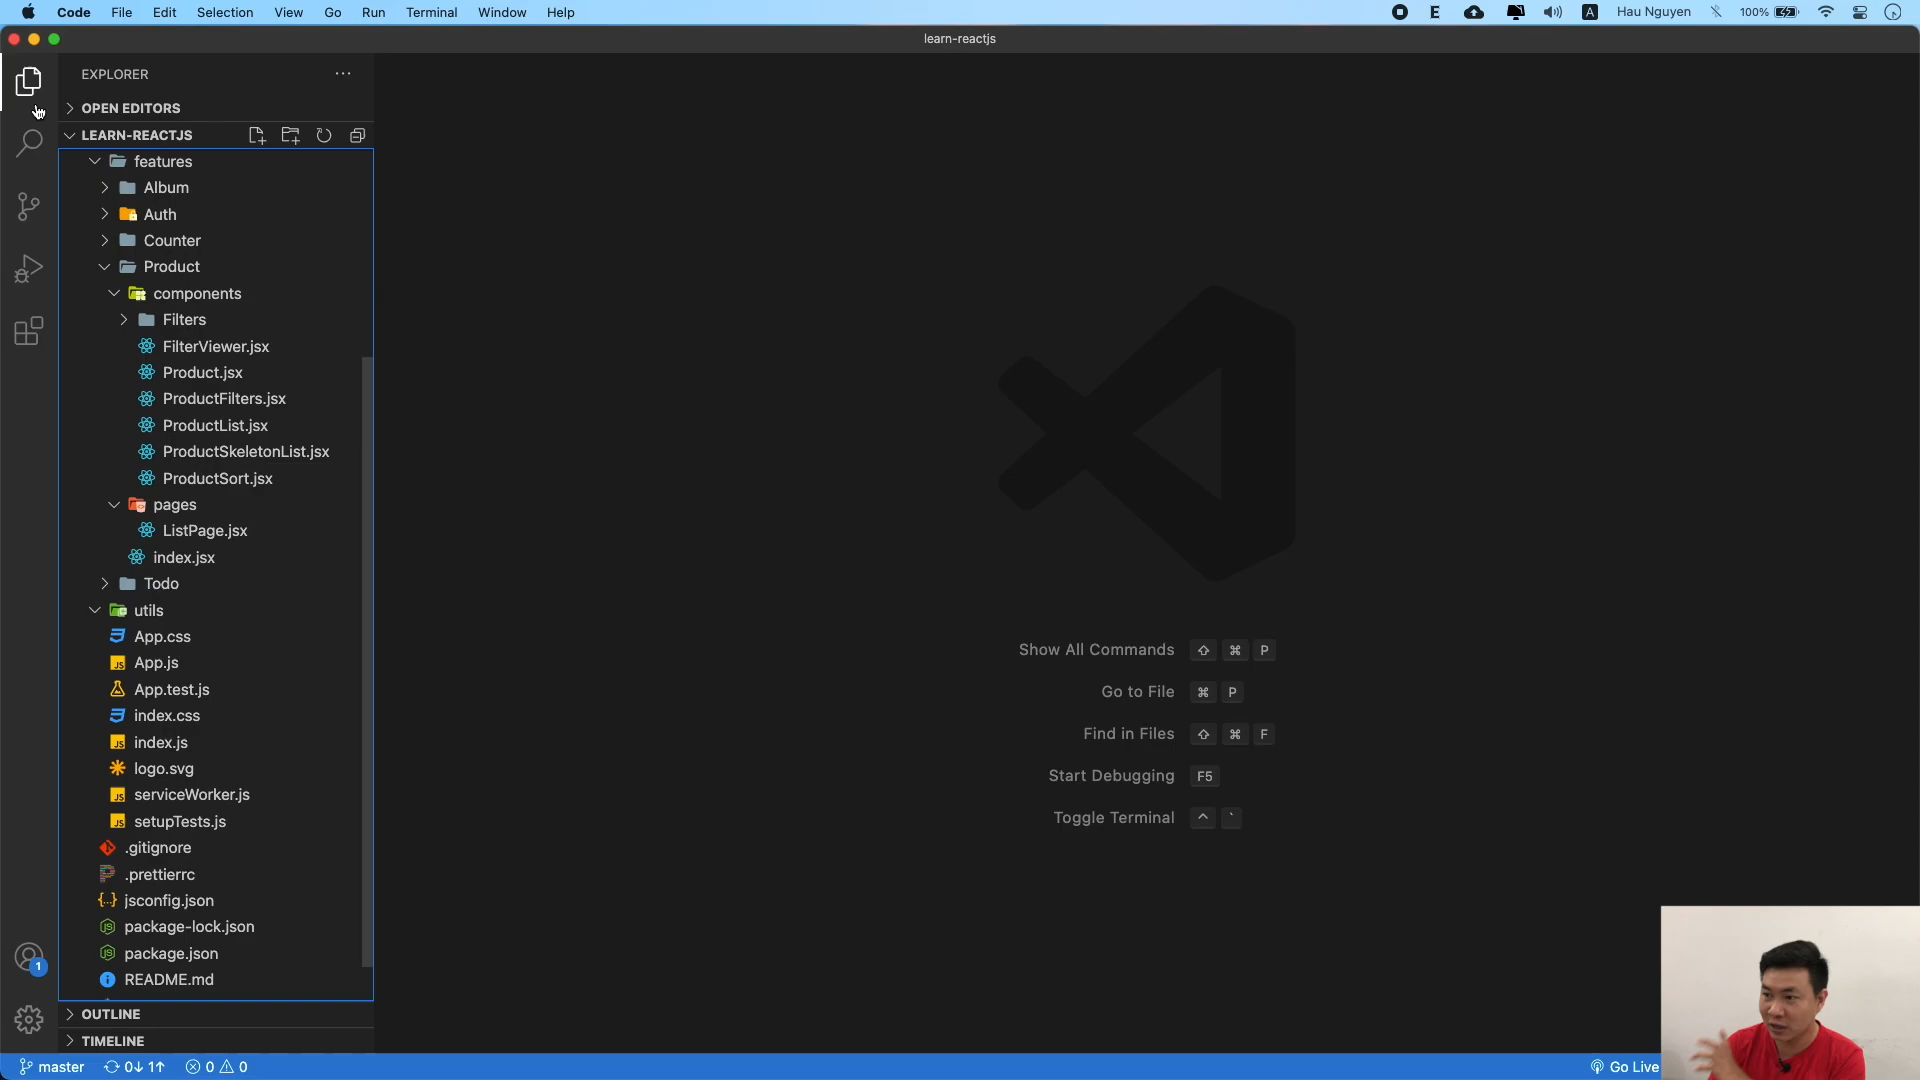 Code File Edit Selection View Go Run Terminal Window Help
E A Hau Nguyen 100%
learn-reactjs
EXPLORER
OPEN EDITORS
LEARN-REACTJS
features
Album
Auth
Counter
Product
components
Filters
FilterViewer.jsx
Product.jsx
ProductFilters.jsx
ProductList.jsx
ProductSkeletonList.jsx
ProductSort.jsx
pages
ListPage.jsx
index.jsx
Todo
utils
App.css
App.js
App.test.js
index.css
index.js
logo.svg
serviceWorker.js
setupTests.js
.gitignore
.prettierrc
jsconfig.json
package-lock.json
package.json
README.md
OUTLINE
TIMELINE
Show All Commands ⇧ ⌘ P
Go to File ⌘ P
Find in Files ⇧ ⌘ F
Start Debugging F5
Toggle Terminal ^ `
1
master 0↓ 1↑ 0 0
Go Live